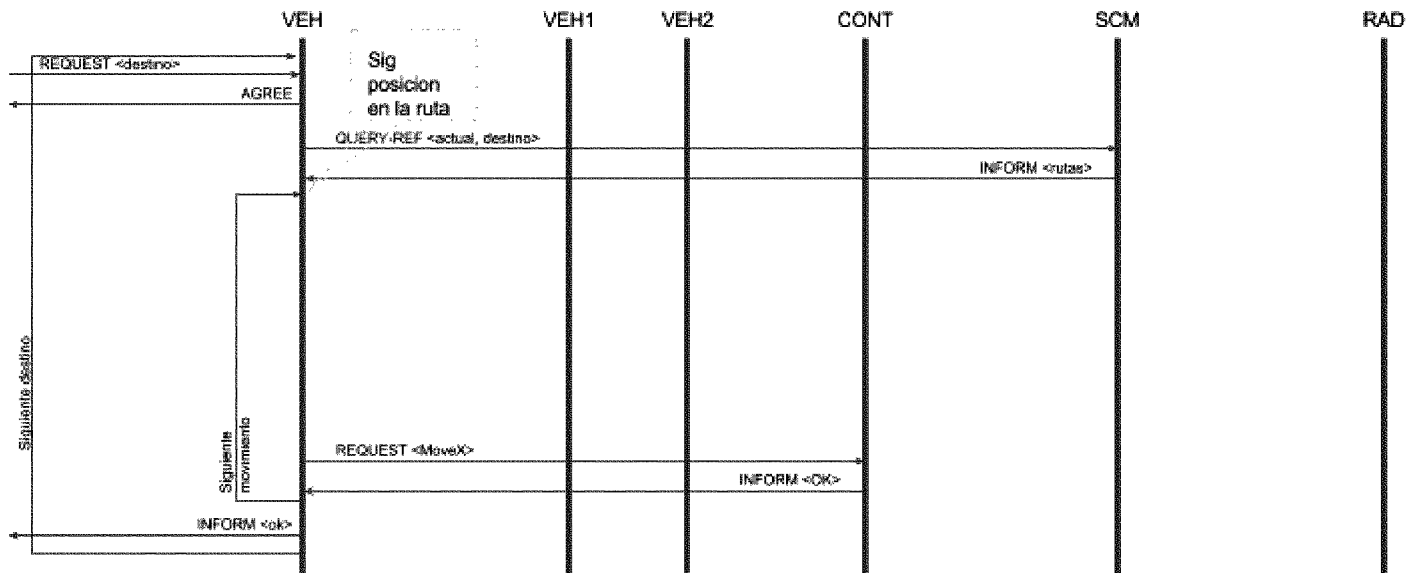 VEH VEH1 VEH2 CONT SCM RAD
REQUEST <destino>
Sig
posicion
en la ruta
AGREE
QUERY-REF <actual, destino>
INFORM <rutas>
Siguiente destino
Siguiente
movimiento
REQUEST <MoveX>
INFORM <OK>
INFORM <ok>